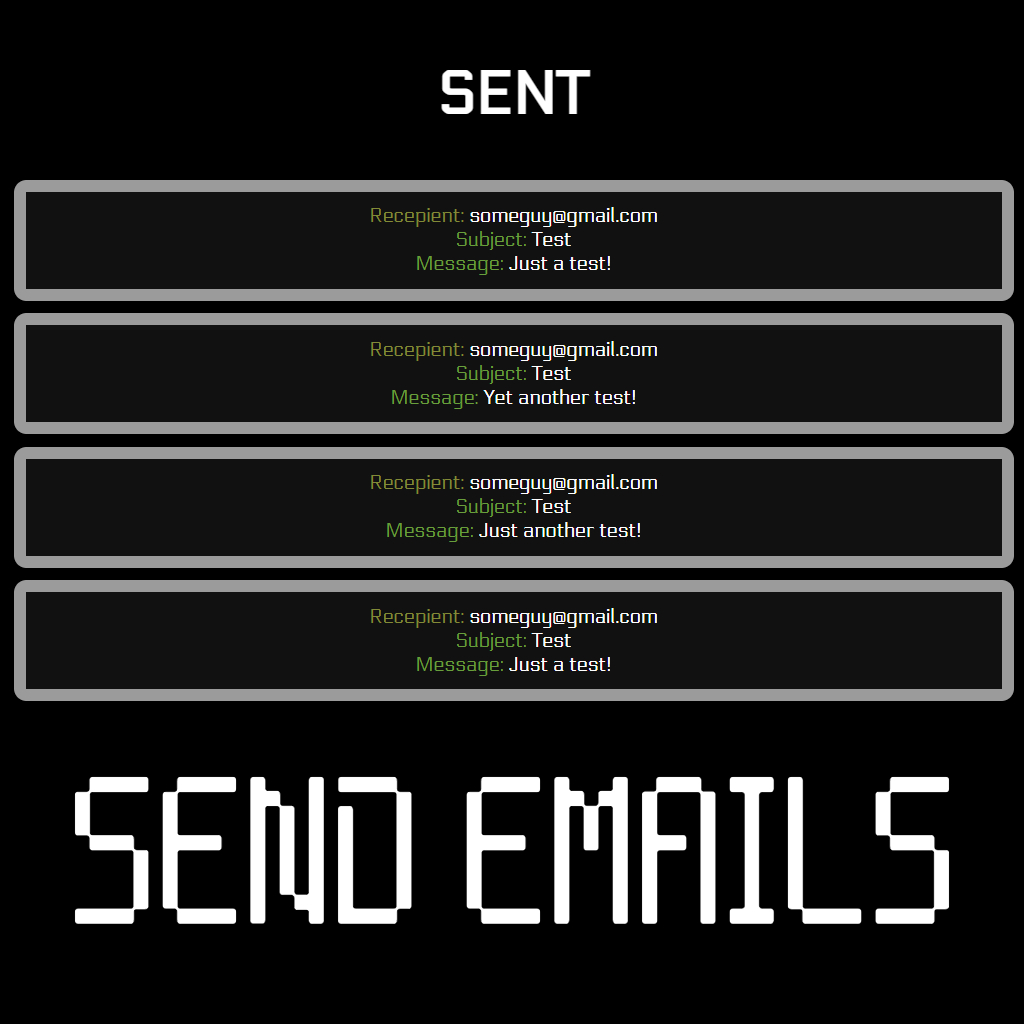 SENT
Recepient: someguy@gmail.com
Subject: Test
Message: Just a test!
Recepient: someguy@gmail.com
Subject: Test
Message: Yet another test!
Recepient: someguy@gmail.com
Subject: Test
Message: Just another test!
Recepient: someguy@gmail.com
Subject: Test
Message: Just a test!
SEND EMAILS